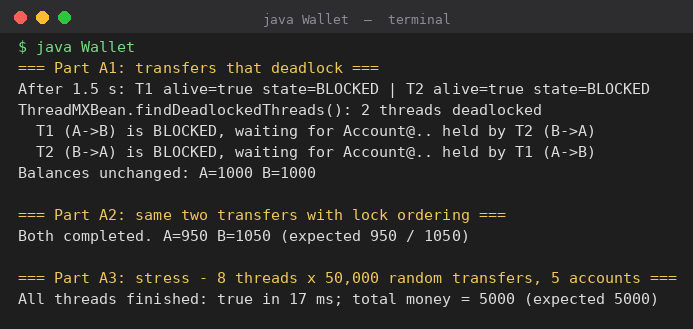 java Wallet — terminal
$ java Wallet
=== Part A1: transfers that deadlock ===
After 1.5 s: T1 alive=true state=BLOCKED | T2 alive=true state=BLOCKED
ThreadMXBean.findDeadlockedThreads(): 2 threads deadlocked
  T1 (A->B) is BLOCKED, waiting for Account@.. held by T2 (B->A)
  T2 (B->A) is BLOCKED, waiting for Account@.. held by T1 (A->B)
Balances unchanged: A=1000 B=1000
=== Part A2: same two transfers with lock ordering ===
Both completed. A=950 B=1050 (expected 950 / 1050)
=== Part A3: stress - 8 threads x 50,000 random transfers, 5 accounts ===
All threads finished: true in 17 ms; total money = 5000 (expected 5000)